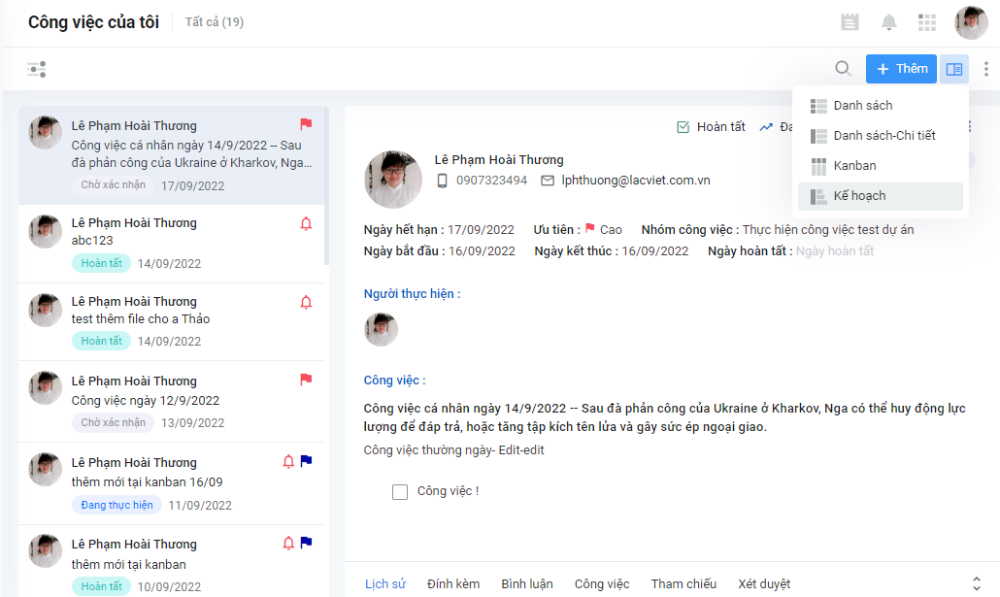 Công việc của tôi
Tất cả (19)
Thêm
Danh sách
Danh sách-Chi tiết
Kanban
Kế hoạch
Lê Phạm Hoài Thương
Công việc cá nhân ngày 14/9/2022 -- Sau
đà phản công của Ukraine ở Kharkov, Nga...
Chờ xác nhận 17/09/2022
Lê Phạm Hoài Thương
abc123
Hoàn tất 14/09/2022
Lê Phạm Hoài Thương
test thêm file cho a Thảo
Hoàn tất 14/09/2022
Lê Phạm Hoài Thương
Công việc ngày 12/9/2022
Chờ xác nhận 13/09/2022
Lê Phạm Hoài Thương
thêm mới tại kanban 16/09
Đang thực hiện 11/09/2022
Lê Phạm Hoài Thương
thêm mới tại kanban
Hoàn tất 10/09/2022
Hoàn tất
Lê Phạm Hoài Thương
0907323494 lphthuong@lacviet.com.vn
Ngày hết hạn : 17/09/2022 Ưu tiên : Cao Nhóm công việc : Thực hiện công việc test dự án
Ngày bắt đầu : 16/09/2022 Ngày kết thúc : 16/09/2022 Ngày hoàn tất : Ngày hoàn tất
Người thực hiện :
Công việc :
Công việc cá nhân ngày 14/9/2022 -- Sau đà phản công của Ukraine ở Kharkov, Nga có thể huy động lực
lượng để đáp trả, hoặc tăng tập kích tên lửa và gây sức ép ngoại giao.
Công việc thường ngày- Edit-edit
Công việc !
Lịch sử Đính kèm Bình luận Công việc Tham chiếu Xét duyệt